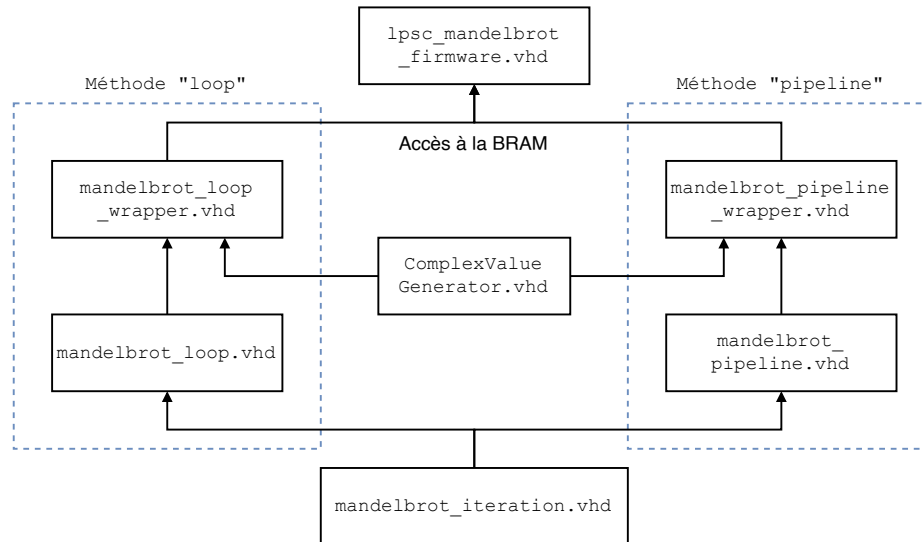 lpsc_mandelbrot
_firmware.vhd
Méthode "loop"
Méthode "pipeline"
Accès à la BRAM
mandelbrot_loop
_wrapper.vhd
mandelbrot_pipeline
_wrapper.vhd
ComplexValue
Generator.vhd
mandelbrot_loop.vhd
mandelbrot_
pipeline.vhd
mandelbrot_iteration.vhd